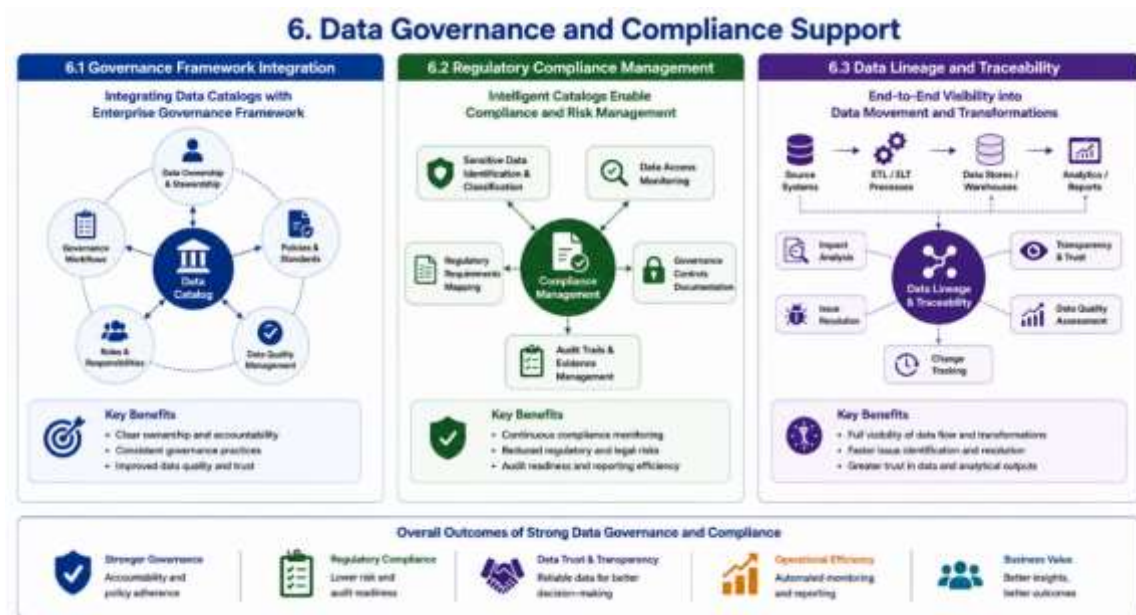 6. Data Governance and Compliance Support
6.1 Governance Framework Integration
Integrating Data Catalogs with
Enterprise Governance Framework
Data Ownership
& Stewardship
Governance
Workflows
Policies &
Standards
Data
Catalog
Roles &
Responsibilities
Data Quality
Management
Key Benefits
• Clear ownership and accountability
• Consistent governance practices
• Improved data quality and trust
6.2 Regulatory Compliance Management
Intelligent Catalogs Enable
Compliance and Risk Management
Sensitive Data
Identification &
Classification
Data Access
Monitoring
Regulatory
Requirements
Mapping
Compliance
Management
Governance
Controls
Documentation
Audit Trails &
Evidence
Management
Key Benefits
• Continuous compliance monitoring
• Reduced regulatory and legal risks
• Audit readiness and reporting efficiency
6.3 Data Lineage and Traceability
End-to-End Visibility into
Data Movement and Transformations
Source
Systems
ETL / ELT
Processes
Data Stores /
Warehouses
Analytics /
Reports
Impact
Analysis
Transparency
& Trust
Data Lineage
& Traceability
Issue
Resolution
Data Quality
Assessment
Change
Tracking
Key Benefits
• Full visibility of data flow and transformations
• Faster issue identification and resolution
• Greater trust in data and analytical outputs
Overall Outcomes of Strong Data Governance and Compliance
Stronger Governance
Accountability and
policy adherence
Regulatory Compliance
Lower risk and
audit readiness
Data Trust & Transparency
Reliable data for better
decision-making
Operational Efficiency
Automated monitoring
and reporting
Business Value
Better insights,
better outcomes